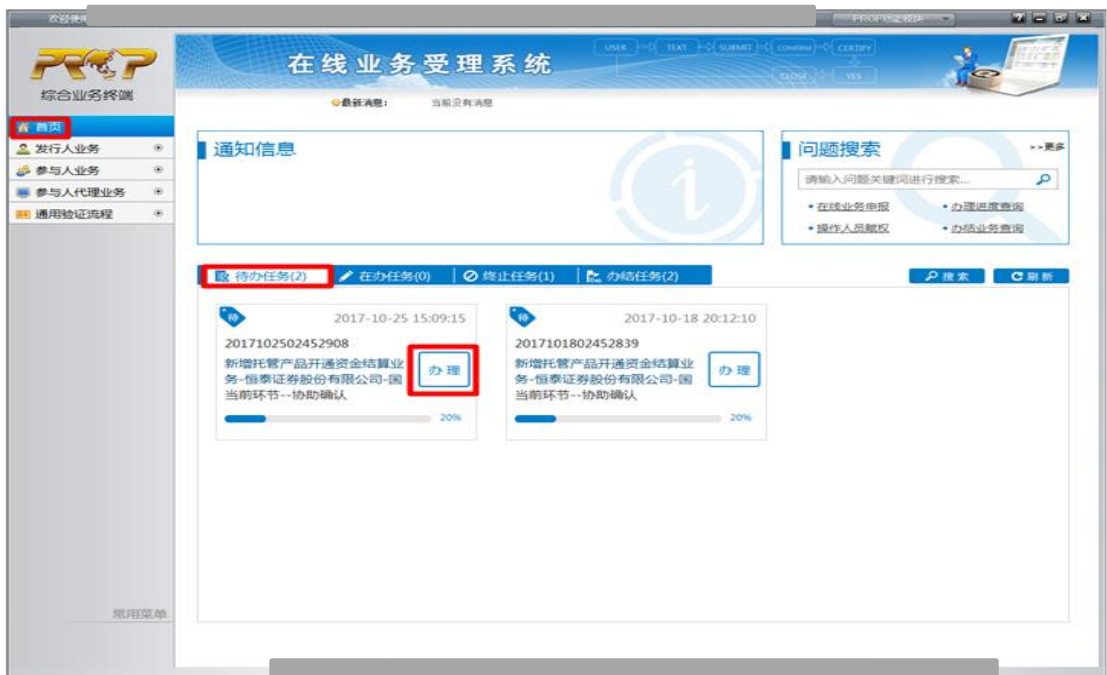 欢迎使用
PROP功能模块
PROP
综合业务终端
在线业务受理系统
USER
TEXT
SUBMIT
CONFIRM
CERTIFY
CLOSE
YES
最新消息： 当前没有消息
首页
发行人业务
参与人业务
参与人代理业务
通用验证流程
常用菜单
通知信息
问题搜索
>>更多
请输入问题关键词进行搜索...
•在线业务申报 •办理进度查询
•操作人员赋权 •办结业务查询
待办任务(2) 在办任务(0) 终止任务(1) 办结任务(2)
搜索 刷新
待 2017-10-25 15:09:15
2017102502452908
新增托管产品开通资金结算业
务-恒泰证券股份有限公司-国
当前环节--协助确认
办理
20%
待 2017-10-18 20:12:10
2017101802452839
新增托管产品开通资金结算业
务-恒泰证券股份有限公司-国
当前环节--协助确认
办理
20%